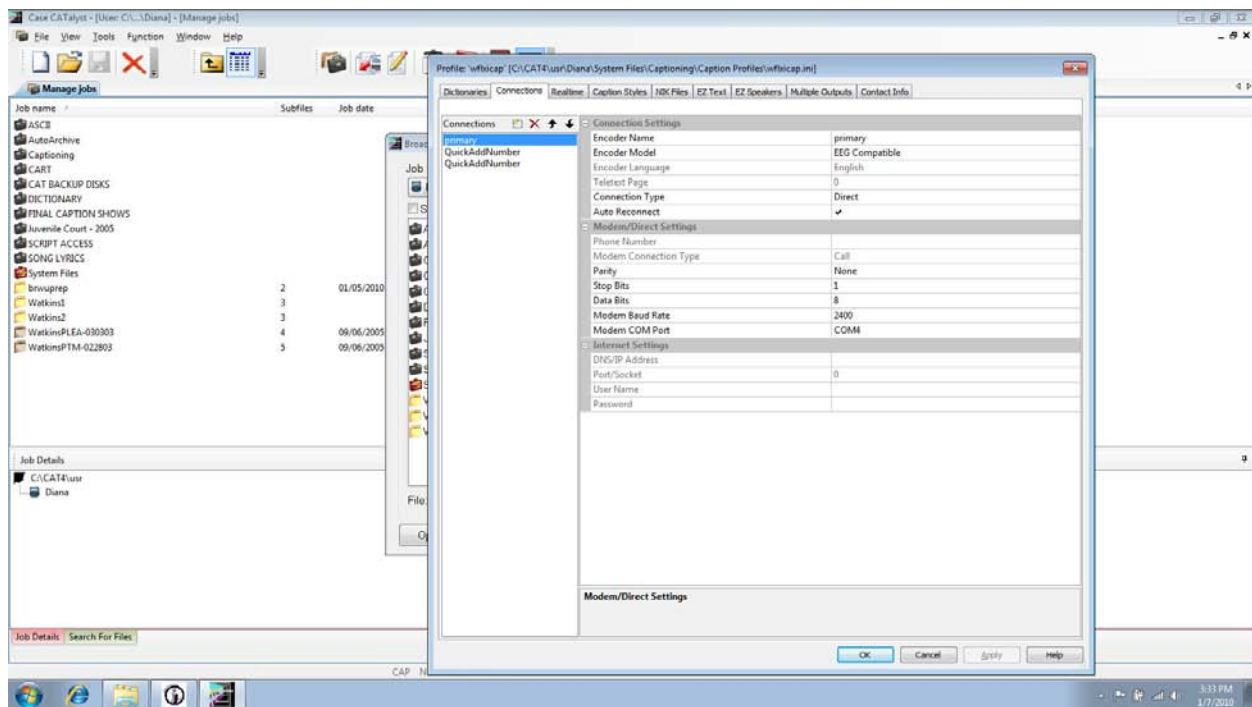 Case CATalyst - [User: C:\...\Diana] - [Manage jobs]
File View Tools Function Window Help
Manage jobs
Job name Subfiles Job date
ASCII
AutoArchive
Captioning
CART
CAT BACKUP DISKS
DICTIONARY
FINAL CAPTION SHOWS
Juvenile Court - 2005
SCRIPT ACCESS
SONG LYRICS
System Files
brwuprep 2 01/05/2010
Watkins1 3
Watkins2 3
WatkinsPLEA-030303 4 09/06/2005
WatkinsPTM-022803 5 09/06/2005
Job Details
C:\CAT4\usr
Diana
Job Details Search For Files
CAP
Broad
Job
File:
Profile: 'wflxicap' [C:\CAT4\usr\Diana\System Files\Captioning\Caption Profiles\wflxicap.ini]
Dictionaries Connections Realtime Caption Styles NIX Files EZ Text EZ Speakers Multiple Outputs Contact Info
Connections
primary
QuickAddNumber
QuickAddNumber
Connection Settings
Encoder Name primary
Encoder Model EEG Compatible
Encoder Language English
Teletext Page 0
Connection Type Direct
Auto Reconnect
Modem/Direct Settings
Phone Number
Modem Connection Type Call
Parity None
Stop Bits 1
Data Bits 8
Modem Baud Rate 2400
Modem COM Port COM4
Internet Settings
DNS/IP Address
Port/Socket 0
User Name
Password
Modem/Direct Settings
OK Cancel Apply Help
3:33 PM
1/7/2010